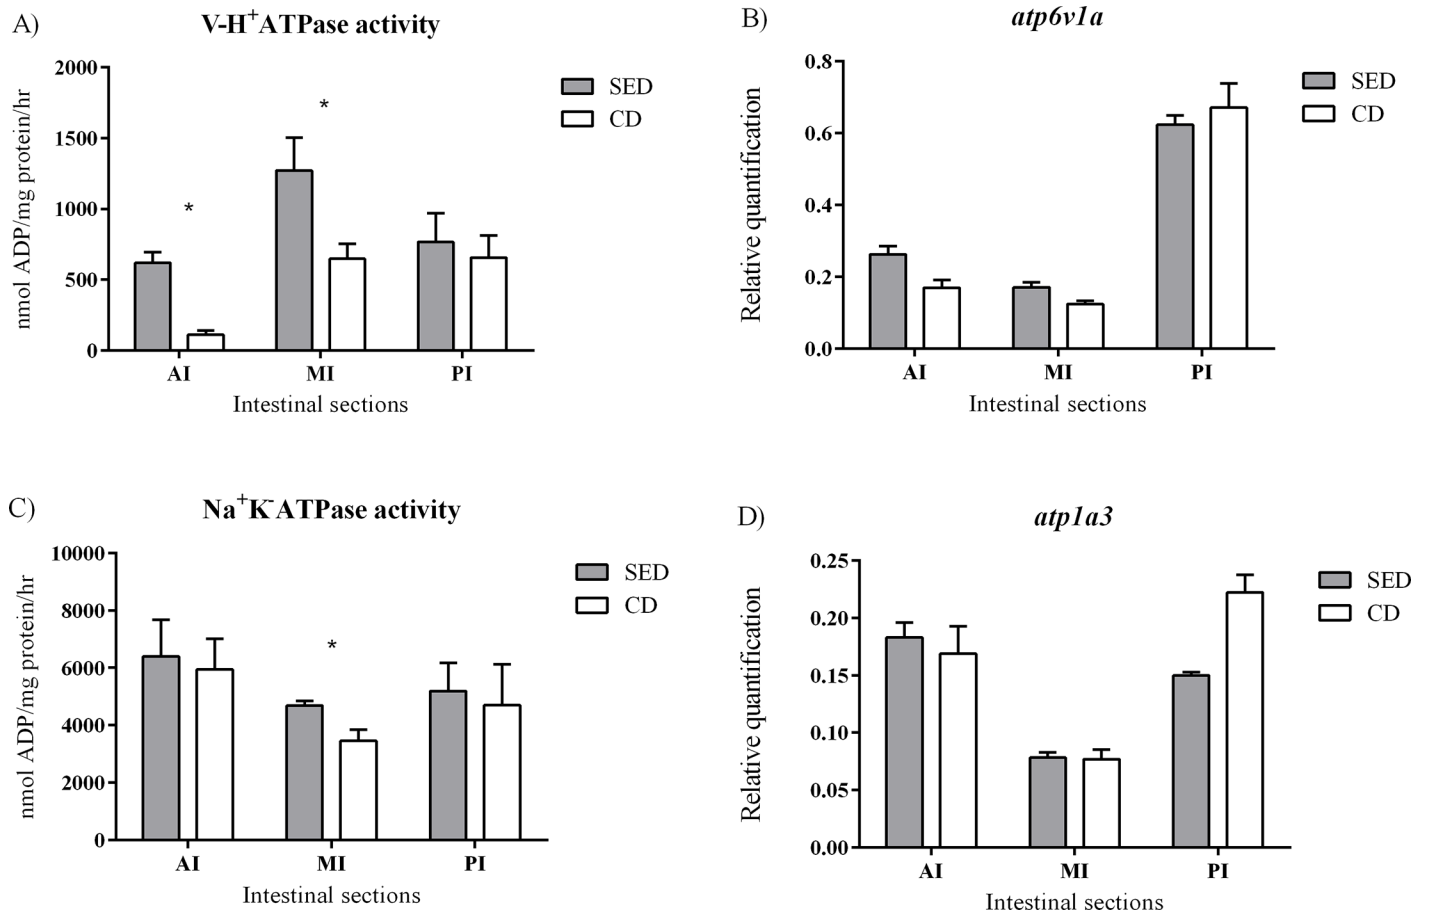 A)
V-H⁺ATPase activity
nmol ADP/mg protein/hr
2000
1500
1000
500
0
*
*
SED
CD
AI MI PI
Intestinal sections
B)
atp6v1a
Relative quantification
0.8
0.6
0.4
0.2
0.0
SED
CD
AI MI PI
Intestinal sections
C)
Na⁺K⁻ATPase activity
nmol ADP/mg protein/hr
10000
8000
6000
4000
2000
0
*
SED
CD
AI MI PI
Intestinal sections
D)
atp1a3
Relative quantification
0.25
0.20
0.15
0.10
0.05
0.00
SED
CD
AI MI PI
Intestinal sections